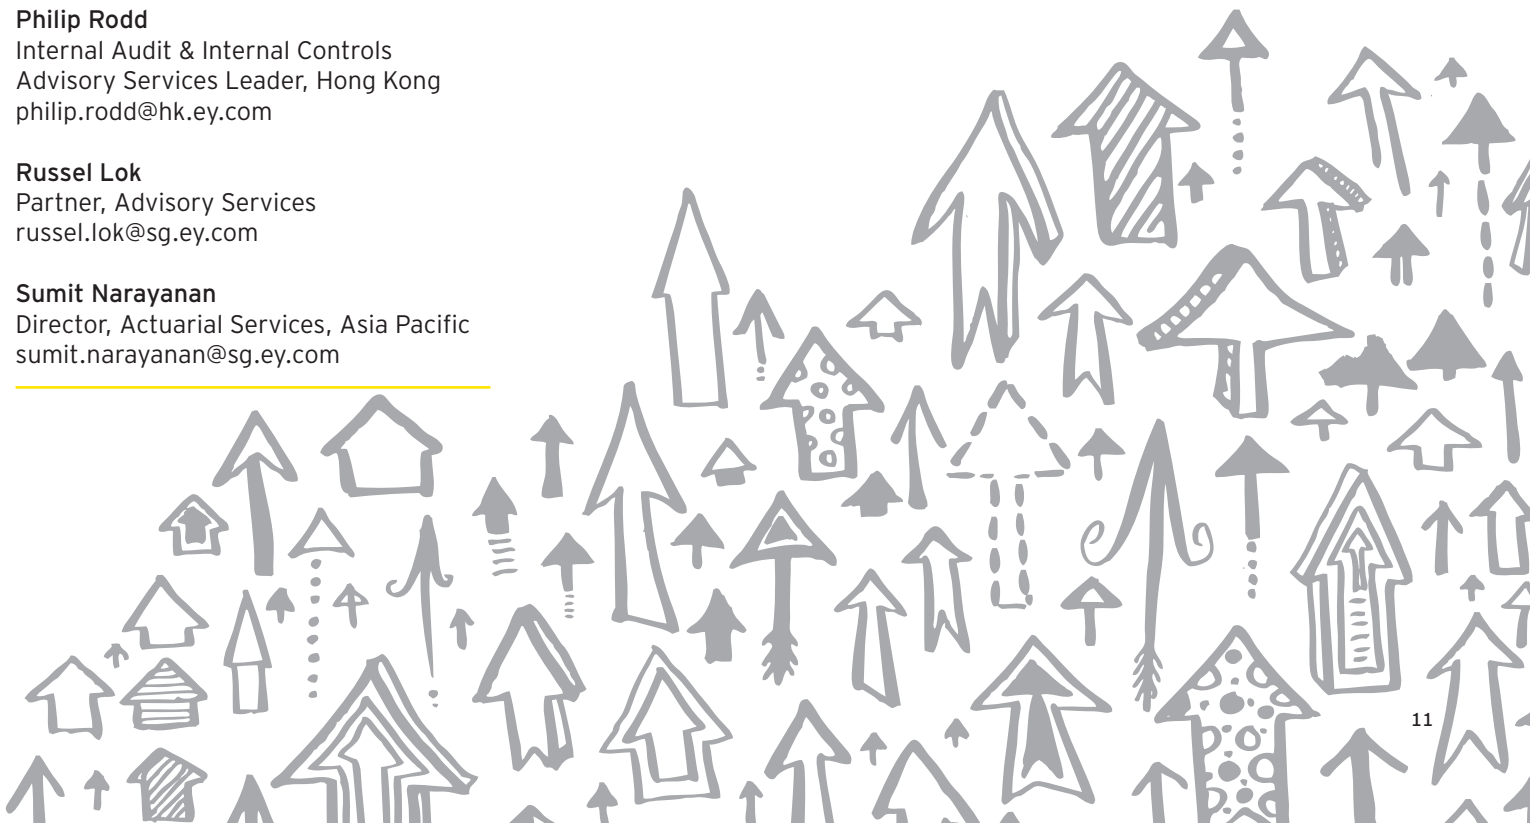 Philip Rodd
Internal Audit & Internal Controls
Advisory Services Leader, Hong Kong
philip.rodd@hk.ey.com
Russel Lok
Partner, Advisory Services
russel.lok@sg.ey.com
Sumit Narayanan
Director, Actuarial Services, Asia Pacific
sumit.narayanan@sg.ey.com
11